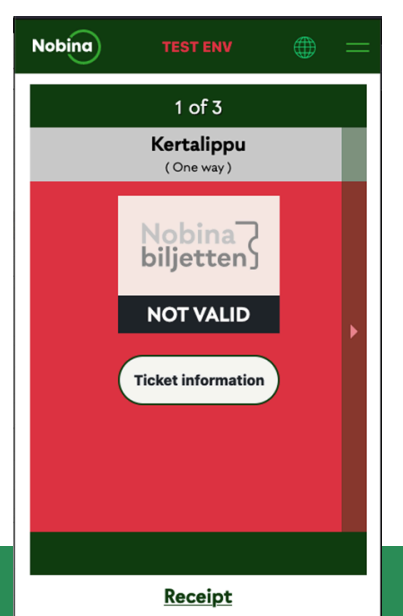 Nobina TEST ENV
1 of 3
Kertalippu
( One way )
Nobina
biljetten
NOT VALID
Ticket information
Receipt